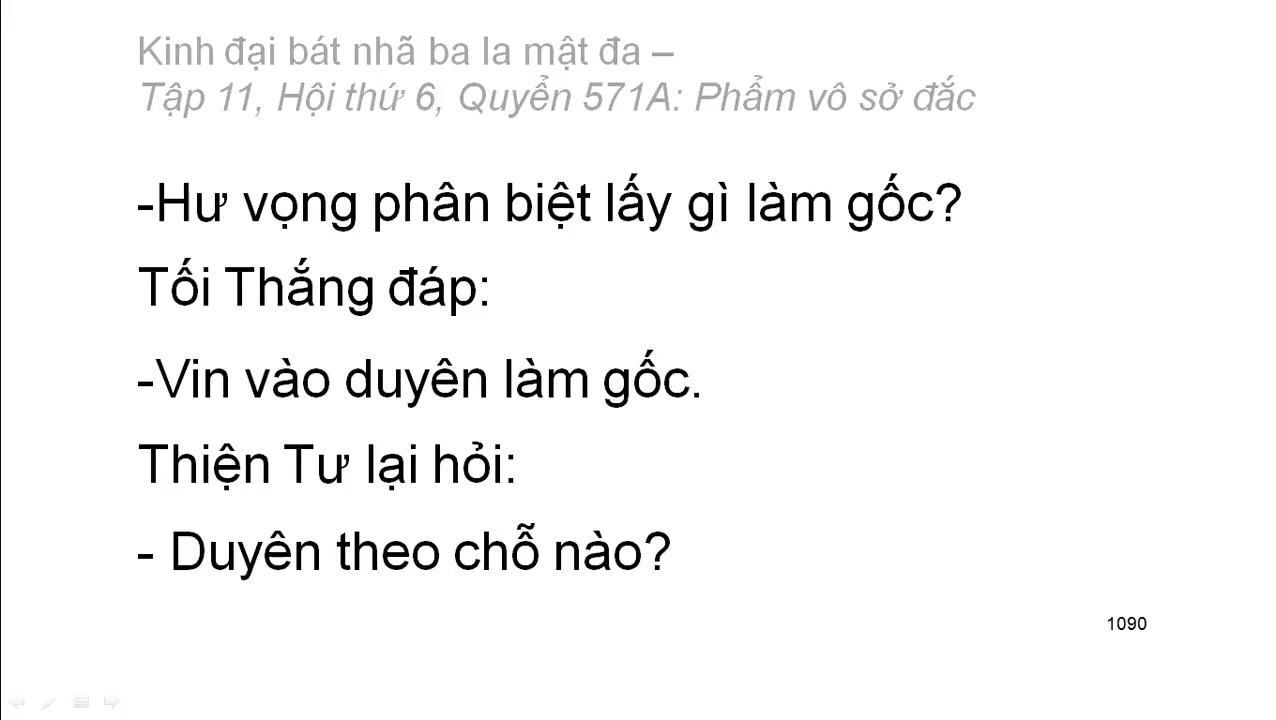 Kinh đại bát nhã ba la mật đa –
Tập 11, Hội thứ 6, Quyển 571A: Phẩm vô sở đắc
-Hư vọng phân biệt lấy gì làm gốc?
Tối Thắng đáp:
-Vin vào duyên làm gốc.
Thiện Tư lại hỏi:
- Duyên theo chỗ nào?
1090